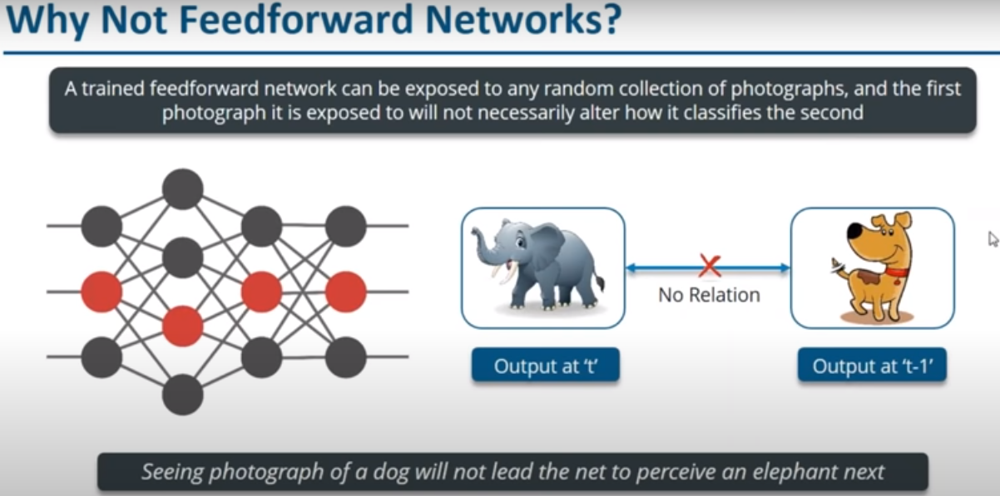 Why Not Feedforward Networks?
A trained feedforward network can be exposed to any random collection of photographs, and the first
photograph it is exposed to will not necessarily alter how it classifies the second
No Relation
Output at ‘t’
Output at ‘t-1’
Seeing photograph of a dog will not lead the net to perceive an elephant next